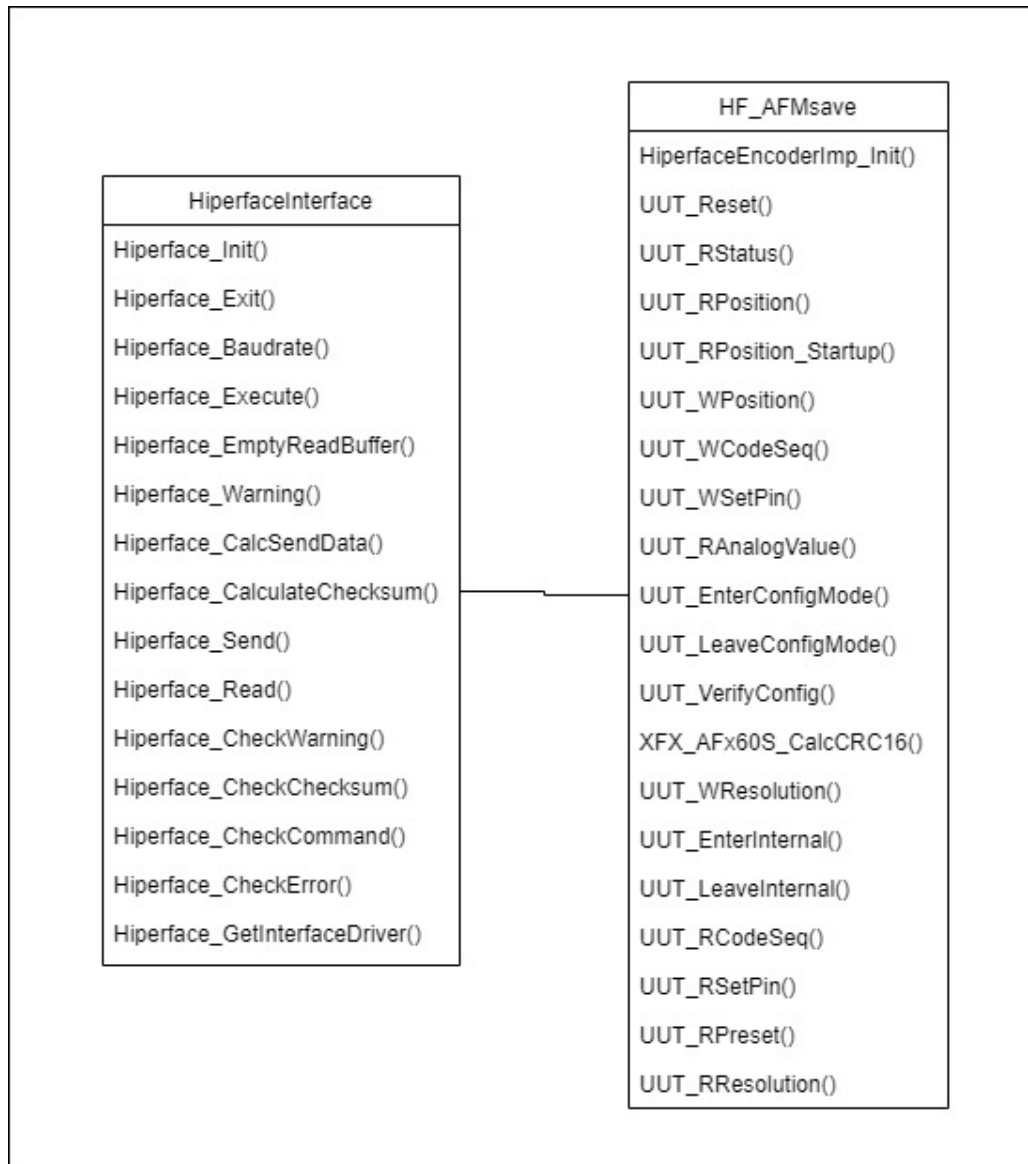 HiperfaceInterface
Hiperface_Init()
Hiperface_Exit()
Hiperface_Baudrate()
Hiperface_Execute()
Hiperface_EmptyReadBuffer()
Hiperface_Warning()
Hiperface_CalcSendData()
Hiperface_CalculateChecksum()
Hiperface_Send()
Hiperface_Read()
Hiperface_CheckWarning()
Hiperface_CheckChecksum()
Hiperface_CheckCommand()
Hiperface_CheckError()
Hiperface_GetInterfaceDriver()
HF_AFMsave
HiperfaceEncoderImp_Init()
UUT_Reset()
UUT_RStatus()
UUT_RPosition()
UUT_RPosition_Startup()
UUT_WPosition()
UUT_WCodeSeq()
UUT_WSetPin()
UUT_RAnalogValue()
UUT_EnterConfigMode()
UUT_LeaveConfigMode()
UUT_VerifyConfig()
XFX_AFx60S_CalcCRC16()
UUT_WResolution()
UUT_EnterInternal()
UUT_LeaveInternal()
UUT_RCodeSeq()
UUT_RSetPin()
UUT_RPreset()
UUT_RResolution()